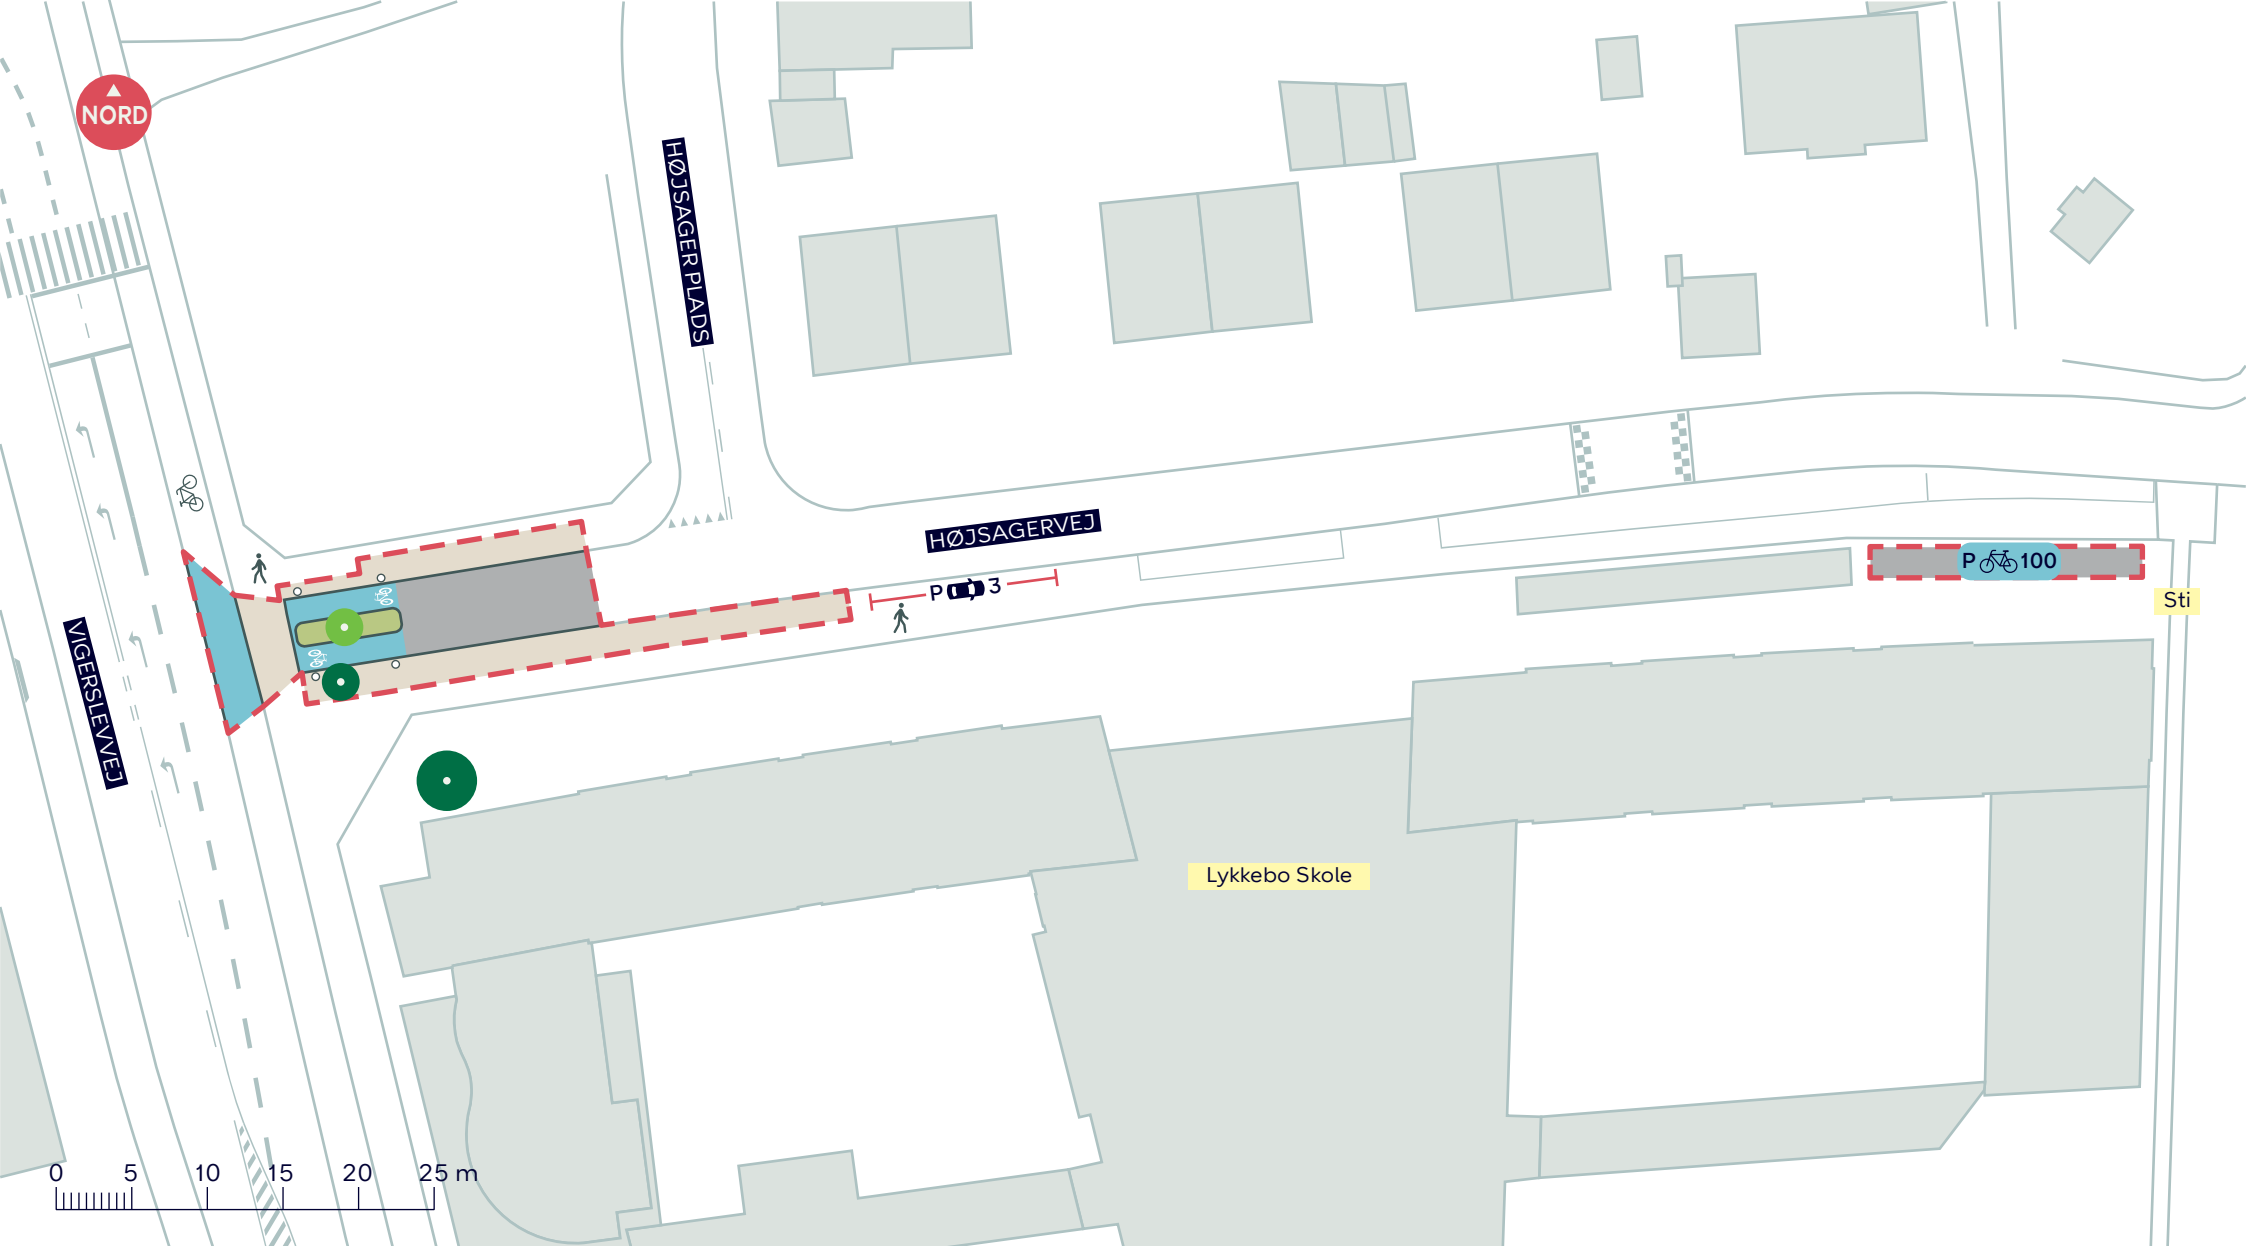 NORD
HØJSAGER PLADS
HØJSAGERVEJ
P 3
P 100
Sti
VIGERSLEVVEJ
Lykkebo Skole
0 5 10 15 20 25 m